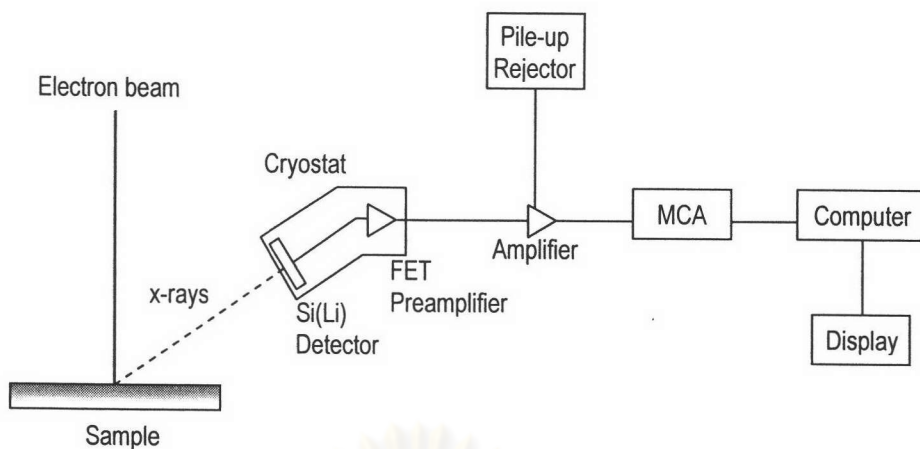 Pile-up
Rejector
Electron beam
Cryostat
MCA
Computer
Amplifier
FET
Preamplifier
x-rays
Si(Li)
Detector
Display
Sample